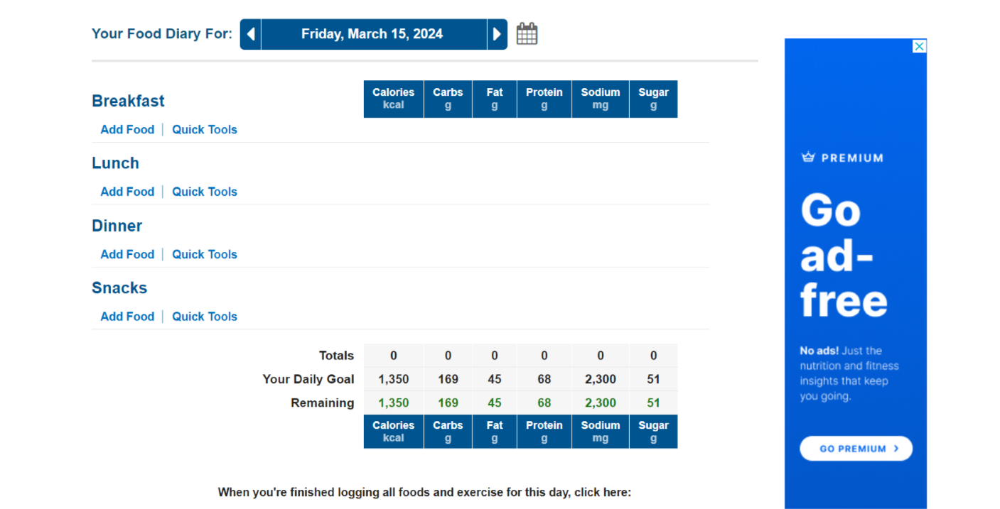 Your Food Diary For: Friday, March 15, 2024
Breakfast
Calories Carbs Fat Protein Sodium Sugar
kcal g g g mg g
Add Food | Quick Tools
Lunch
Add Food | Quick Tools
Dinner
Add Food | Quick Tools
Snacks
Add Food | Quick Tools
Totals 0 0 0 0 0 0
Your Daily Goal 1,350 169 45 68 2,300 51
Remaining 1,350 169 45 68 2,300 51
Calories Carbs Fat Protein Sodium Sugar
kcal g g g mg g
When you're finished logging all foods and exercise for this day, click here:
PREMIUM
Go
ad-
free
No ads! Just the
nutrition and fitness
insights that keep
you going.
GO PREMIUM >